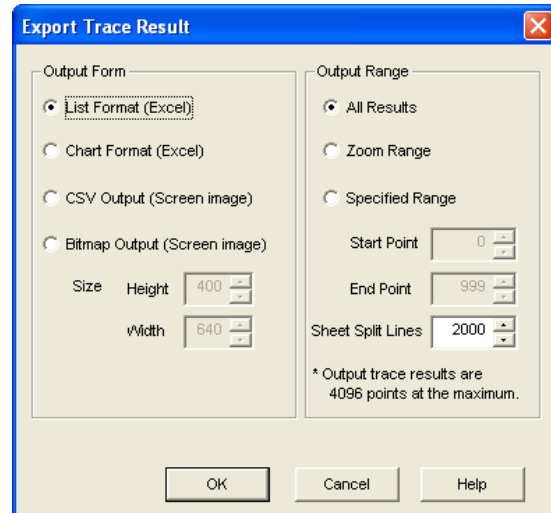 Export Trace Result
Output Form
List Format (Excel)
Chart Format (Excel)
CSV Output (Screen image)
Bitmap Output (Screen image)
Size Height 400
Width 640
Output Range
All Results
Zoom Range
Specified Range
Start Point 0
End Point 999
Sheet Split Lines 2000
* Output trace results are
4096 points at the maximum.
OK Cancel Help